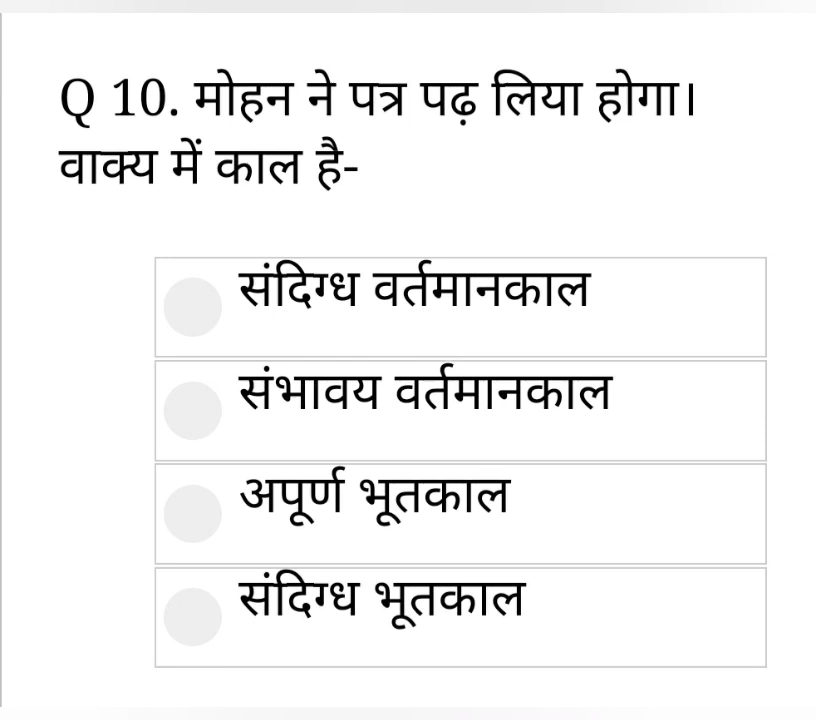 Q 10. मोहन ने पत्र पढ़ लिया होगा।
वाक्य में काल है-
संदिग्ध वर्तमानकाल
संभावय वर्तमानकाल
अपूर्ण भूतकाल
संदिग्ध भूतकाल